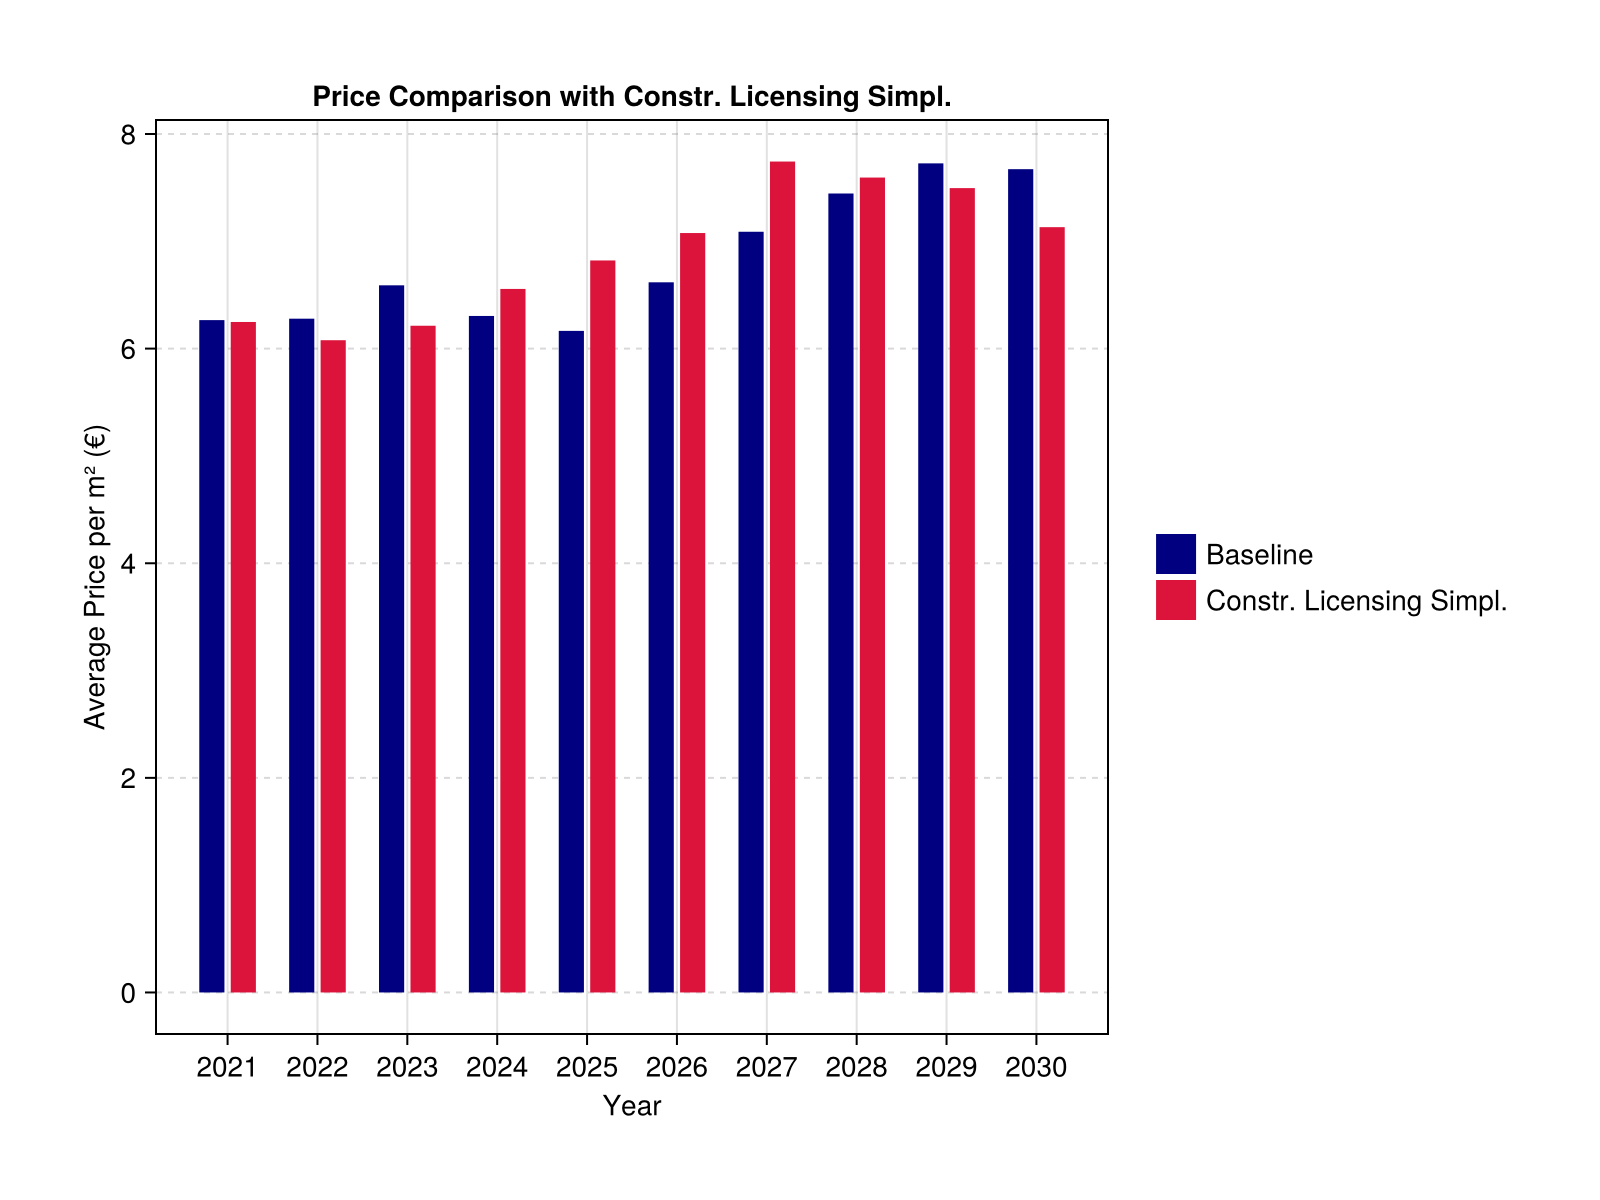 Price Comparison with Constr. Licensing Simpl.
8
6
4
2
0
Average Price per m² (€)
2021 2022 2023 2024 2025 2026 2027 2028 2029 2030
Year
Baseline
Constr. Licensing Simpl.